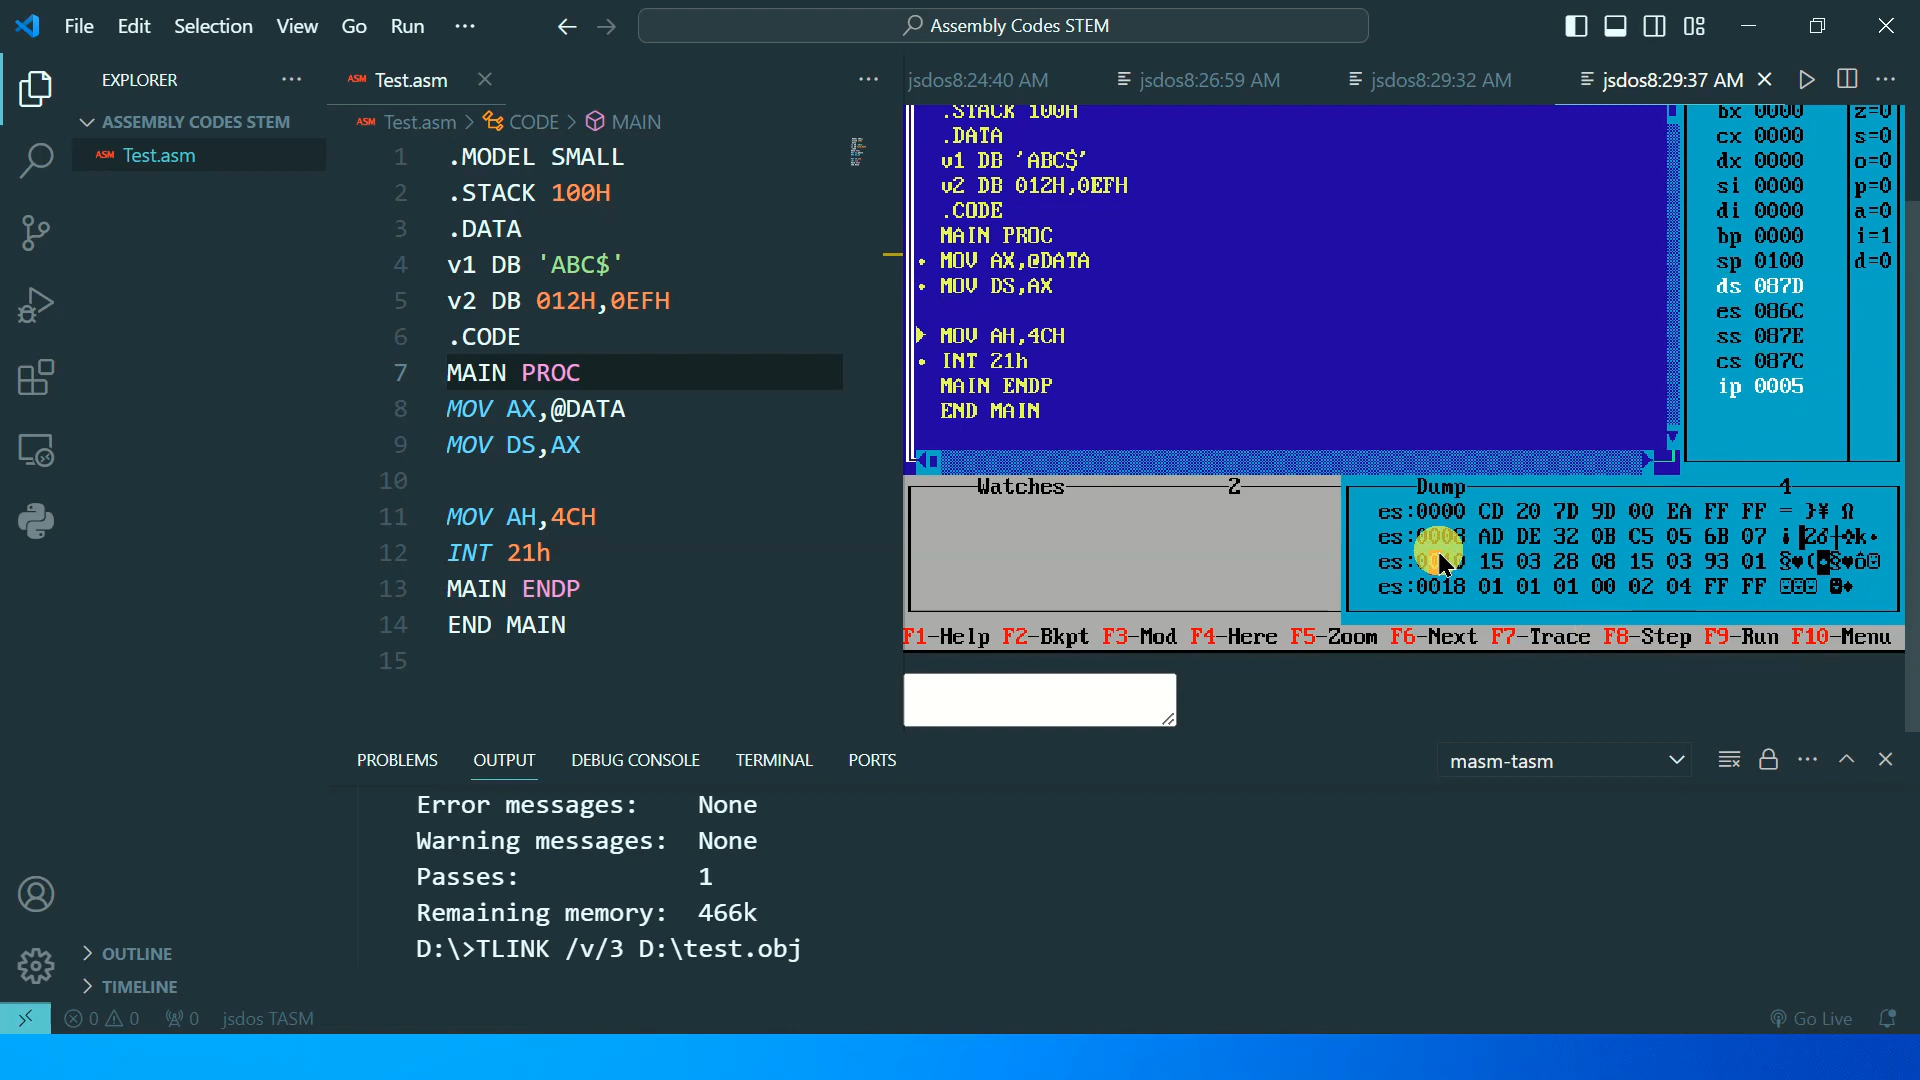 File Edit Selection View Go Run ··· Assembly Codes STEM
EXPLORER
ASSEMBLY CODES STEM
ASM Test.asm
OUTLINE
TIMELINE
ASM Test.asm
ASM Test.asm > CODE > MAIN
1 .MODEL SMALL
2 .STACK 100H
3 .DATA
4 v1 DB 'ABC$'
5 v2 DB 012H,0EFH
6 .CODE
7 MAIN PROC
8 MOV AX,@DATA
9 MOV DS,AX
10
11 MOV AH,4CH
12 INT 21h
13 MAIN ENDP
14 END MAIN
15
jsdos8:24:40 AM jsdos8:26:59 AM jsdos8:29:32 AM jsdos8:29:37 AM
.STACK 100H
.DATA
v1 DB 'ABC$'
v2 DB 012H,0EFH
.CODE
MAIN PROC
MOV AX,@DATA
MOV DS,AX
MOV AH,4CH
INT 21h
MAIN ENDP
END MAIN
bx 0000 z=0
cx 0000 s=0
dx 0000 o=0
si 0000 p=0
di 0000 a=0
bp 0000 i=1
sp 0100 d=0
ds 087D
es 086C
ss 087E
cs 087C
ip 0005
Watches 2
Dump 1
es:0000 CD 20 7D 9D 00 EA FF FF
AD DE 32 0B C5 05 6B 07
15 03 28 08 15 03 93 01
es:0018 01 01 01 00 02 04 FF FF
F1-Help F2-Bkpt F3-Mod F4-Here F5-Zoom F6-Next F7-Trace F8-Step F9-Run F10-Menu
PROBLEMS OUTPUT DEBUG CONSOLE TERMINAL PORTS masm-tasm
Error messages: None
Warning messages: None
Passes: 1
Remaining memory: 466k
D:\>TLINK /v/3 D:\test.obj
0 0 0 jsdos TASM Go Live